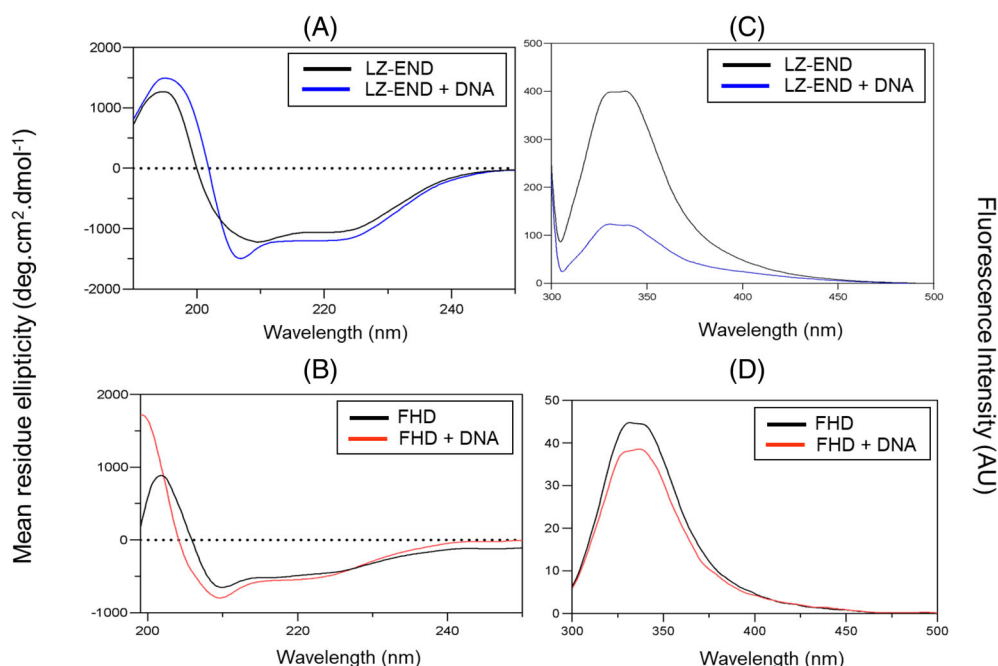 (A)
2000
1000
0
-1000
-2000
200
220
240
LZ-END
LZ-END + DNA
Wavelength (nm)
(C)
500
400
300
200
100
0
300
350
400
450
500
LZ-END
LZ-END + DNA
Wavelength (nm)
Mean residue ellipticity (deg.cm².dmol⁻¹)
Fluorescence Intensity (AU)
(B)
2000
1000
0
-1000
200
220
240
FHD
FHD + DNA
Wavelength (nm)
(D)
50
40
30
20
10
0
300
350
400
450
500
FHD
FHD + DNA
Wavelength (nm)